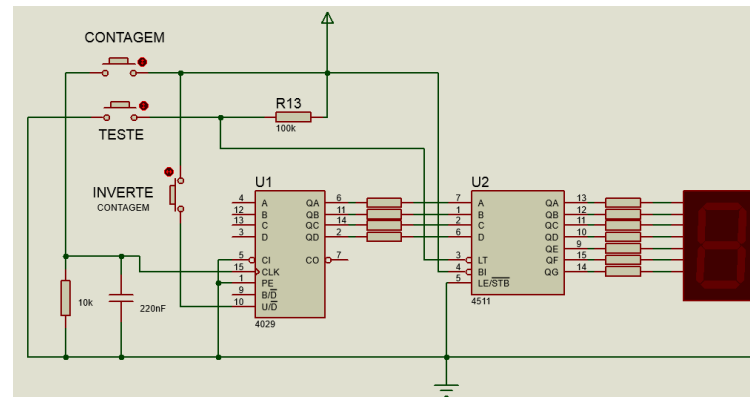 CONTAGEM
TESTE
R13
100k
INVERTE
CONTAGEM
10k
220nF
U1
4 A QA 6
12 B QB 11
13 C QC 14
3 D QD 2
5 CI CO 7
15 CLK
1 PE
9 B/D
10 U/D
4029
U2
7 A QA 13
1 B QB 12
2 C QC 11
6 D QD 10
QE 9
3 LT QF 15
4 BI QG 14
5 LE/STB
4511